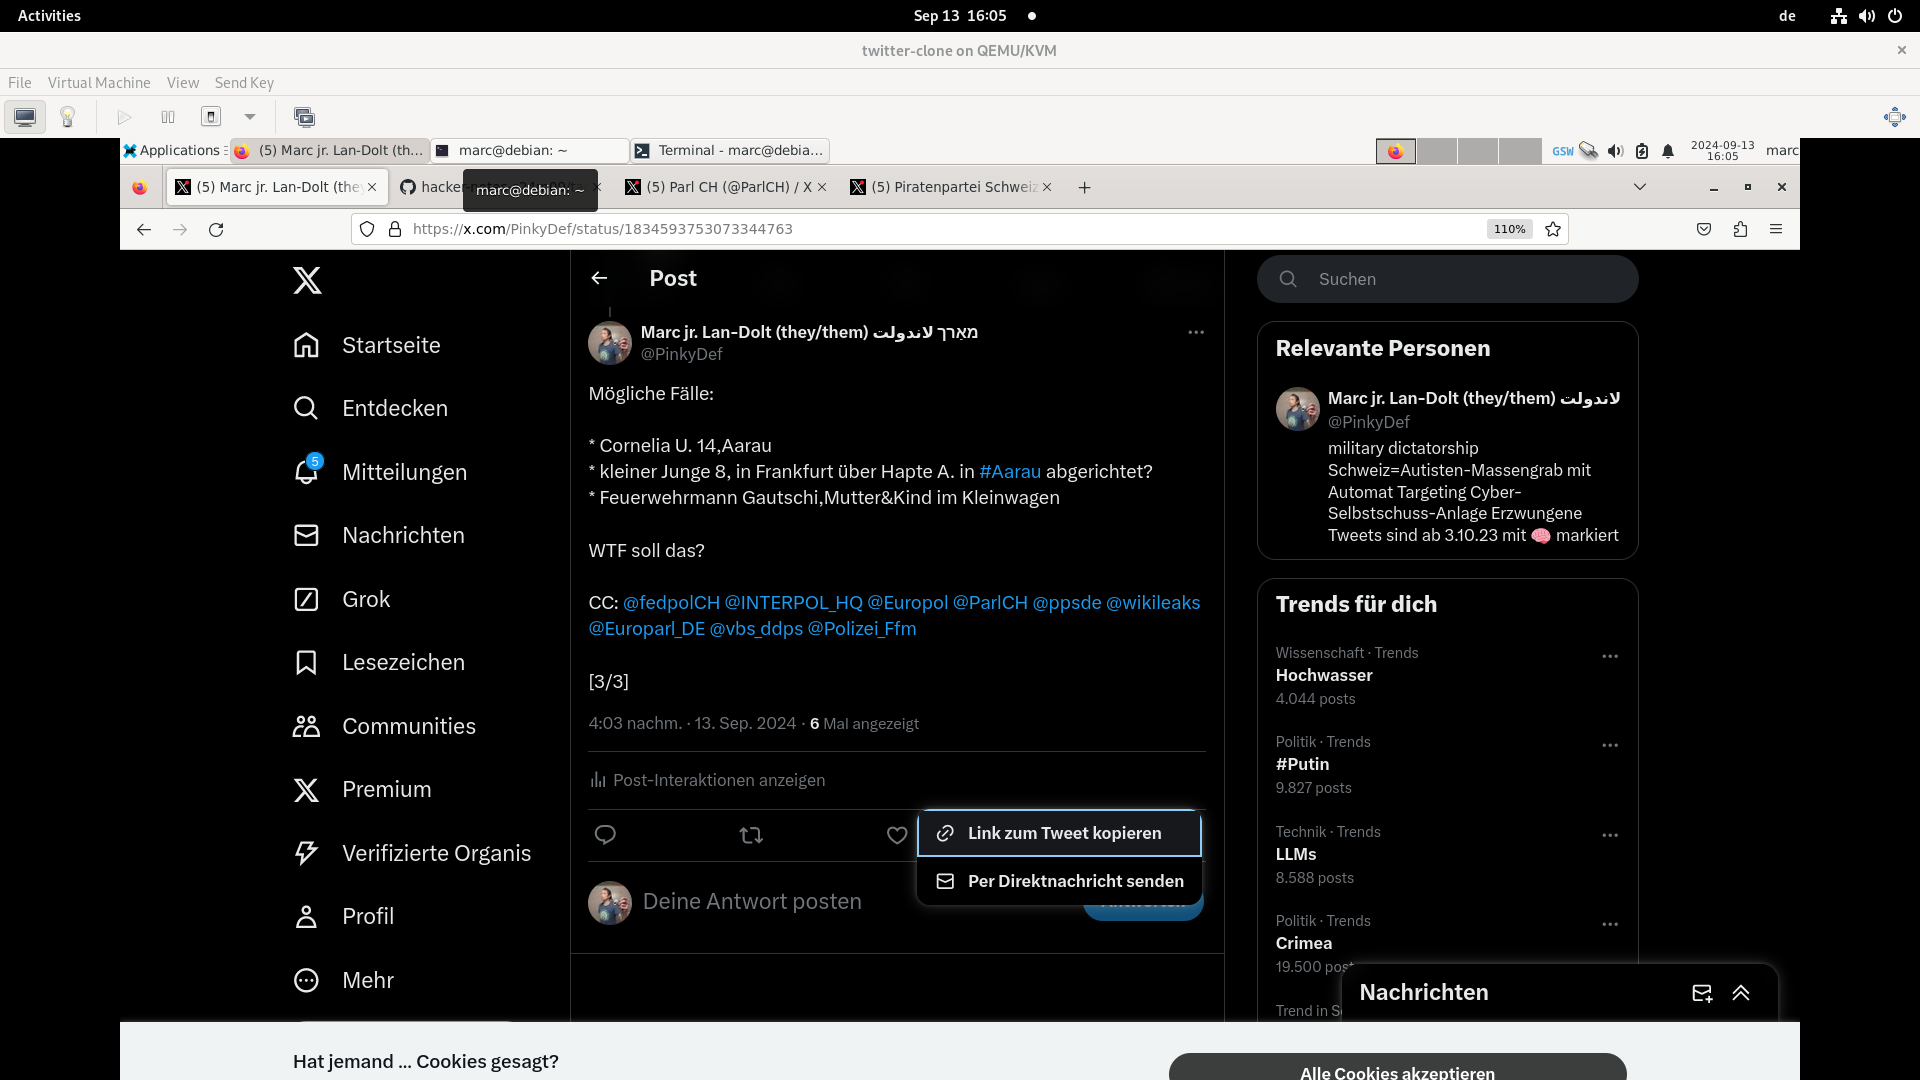 Activities
Sep 13 16:05
de
twitter-clone on QEMU/KVM
File Virtual Machine View Send Key
Applications
(5) Marc jr. Lan-Dolt (th...
marc@debian: ~
Terminal - marc@debia...
GSW
2024-09-13
16:05
marc
(5) Marc jr. Lan-Dolt (they
marc@debian: ~
(5) Parl CH (@ParlCH) / X
(5) Piratenpartei Schweiz
https://x.com/PinkyDef/status/1834593753073344763
110%
Startseite
Entdecken
5
Mitteilungen
Nachrichten
Grok
Lesezeichen
Communities
Premium
Verifizierte Organis
Profil
Mehr
Post
Marc jr. Lan-Dolt (they/them) מאַרך لاندولت
@PinkyDef
Mögliche Fälle:
* Cornelia U. 14,Aarau
* kleiner Junge 8, in Frankfurt über Hapte A. in #Aarau abgerichtet?
* Feuerwehrmann Gautschi,Mutter&Kind im Kleinwagen
WTF soll das?
CC: @fedpolCH @INTERPOL_HQ @Europol @ParlCH @ppsde @wikileaks
@Europarl_DE @vbs_ddps @Polizei_Ffm
[3/3]
4:03 nachm. · 13. Sep. 2024 · 6 Mal angezeigt
Post-Interaktionen anzeigen
Link zum Tweet kopieren
Per Direktnachricht senden
Deine Antwort posten
Suchen
Relevante Personen
Marc jr. Lan-Dolt (they/them) لاندولت
@PinkyDef
military dictatorship
Schweiz=Autisten-Massengrab mit
Automat Targeting Cyber-
Selbstschuss-Anlage Erzwungene
Tweets sind ab 3.10.23 mit 🧠 markiert
Trends für dich
Wissenschaft · Trends
Hochwasser
4.044 posts
Politik · Trends
#Putin
9.827 posts
Technik · Trends
LLMs
8.588 posts
Politik · Trends
Crimea
19.500 post
Trend in S
Nachrichten
Hat jemand ... Cookies gesagt?
Alle Cookies akzeptieren